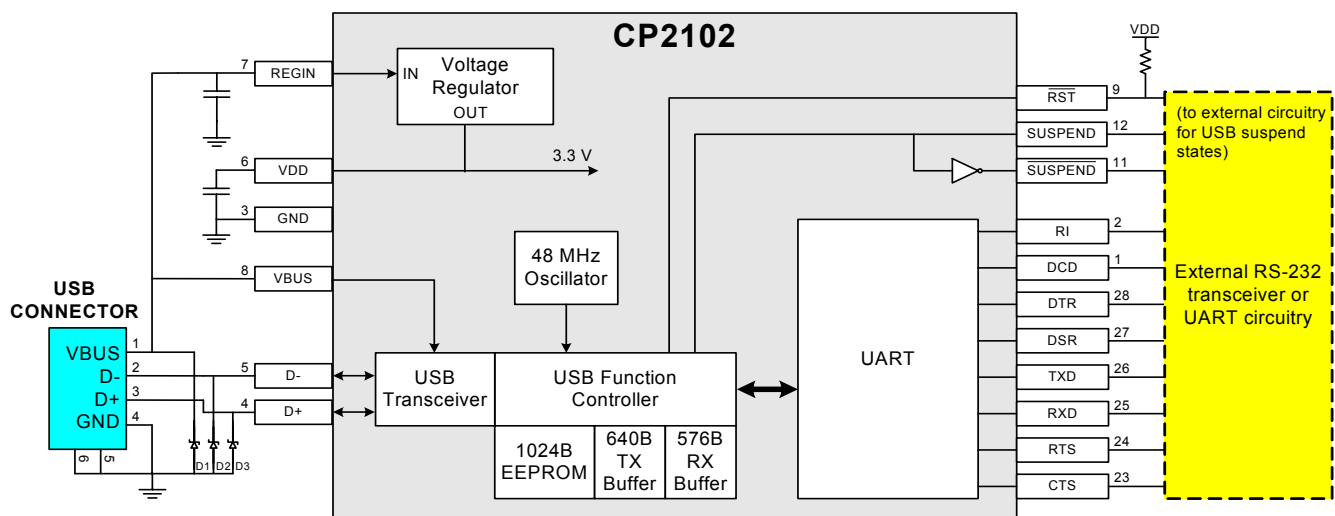 CP2102
7
REGIN
IN
Voltage
Regulator
OUT
3.3 V
6
VDD
3
GND
8
VBUS
48 MHz
Oscillator
USB
CONNECTOR
VBUS
D-
D+
GND
1
2
3
4
6
5
D1
D2
D3
5
D-
4
D+
USB
Transceiver
USB Function
Controller
1024B
EEPROM
640B
TX
Buffer
576B
RX
Buffer
UART
VDD
RST
9
SUSPEND
12
SUSPEND
11
RI
2
DCD
1
DTR
28
DSR
27
TXD
26
RXD
25
RTS
24
CTS
23
(to external circuitry
for USB suspend
states)
External RS-232
transceiver or
UART circuitry